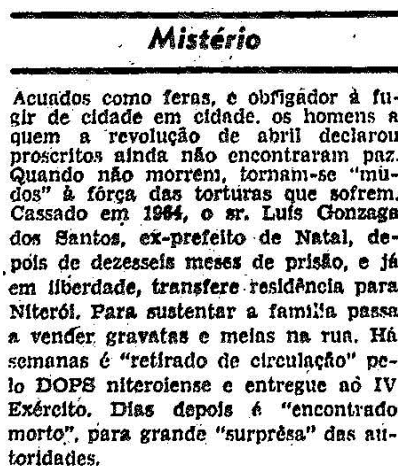 Mistério
Acuados como feras, e obrigador à fu-
gir de cidade em cidade. os homens a
quem a revolução de abril declarou
proscritos ainda não encontraram paz.
Quando não morrem, tornam-se "mu-
dos" à fôrça das torturas que sofrem.
Cassado em 1964, o sr. Luís Gonzaga
dos Santos, ex-prefeito de Natal, de-
pois de dezesseis meses de prisão, e já
em liberdade, transfere residência para
Niterói. Para sustentar a família passa
a vender gravatas e meias na rua. Há
semanas é "retirado de circulação" pe-
lo DOPS niteroiense e entregue ao IV
Exército. Dias depois é "encontrado
morto", para grande "surprêsa" das au-
toridades.